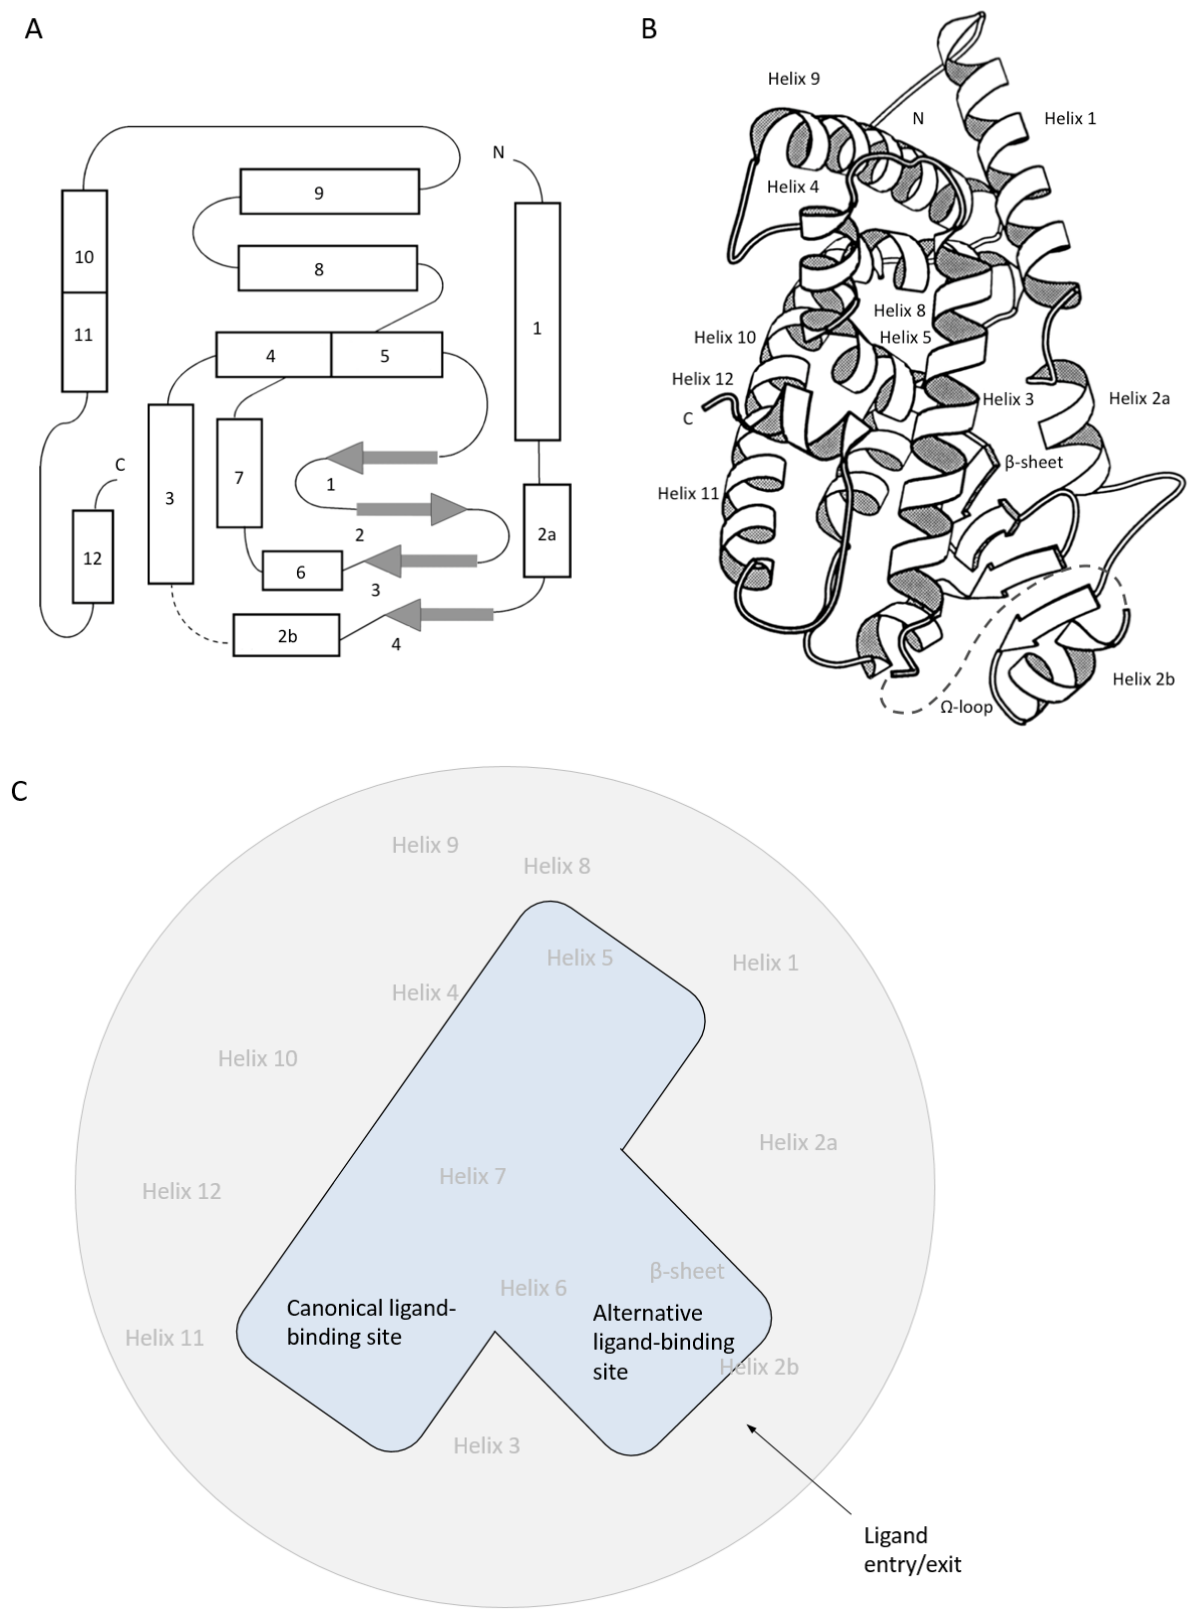 A
N
9
8
10
11
1
4
5
3
7
C
1
2
12
2a
6
3
2b
4
B
Helix 9
N
Helix 1
Helix 4
Helix 8
Helix 10
Helix 5
Helix 12
C
Helix 3
Helix 2a
β-sheet
Helix 11
Helix 2b
Ω-loop
C
Helix 9
Helix 8
Helix 5
Helix 1
Helix 4
Helix 10
Helix 2a
Helix 7
Helix 12
β-sheet
Helix 6
Canonical ligand-
binding site
Alternative
ligand-binding
site
Helix 11
Helix 2b
Helix 3
Ligand
entry/exit